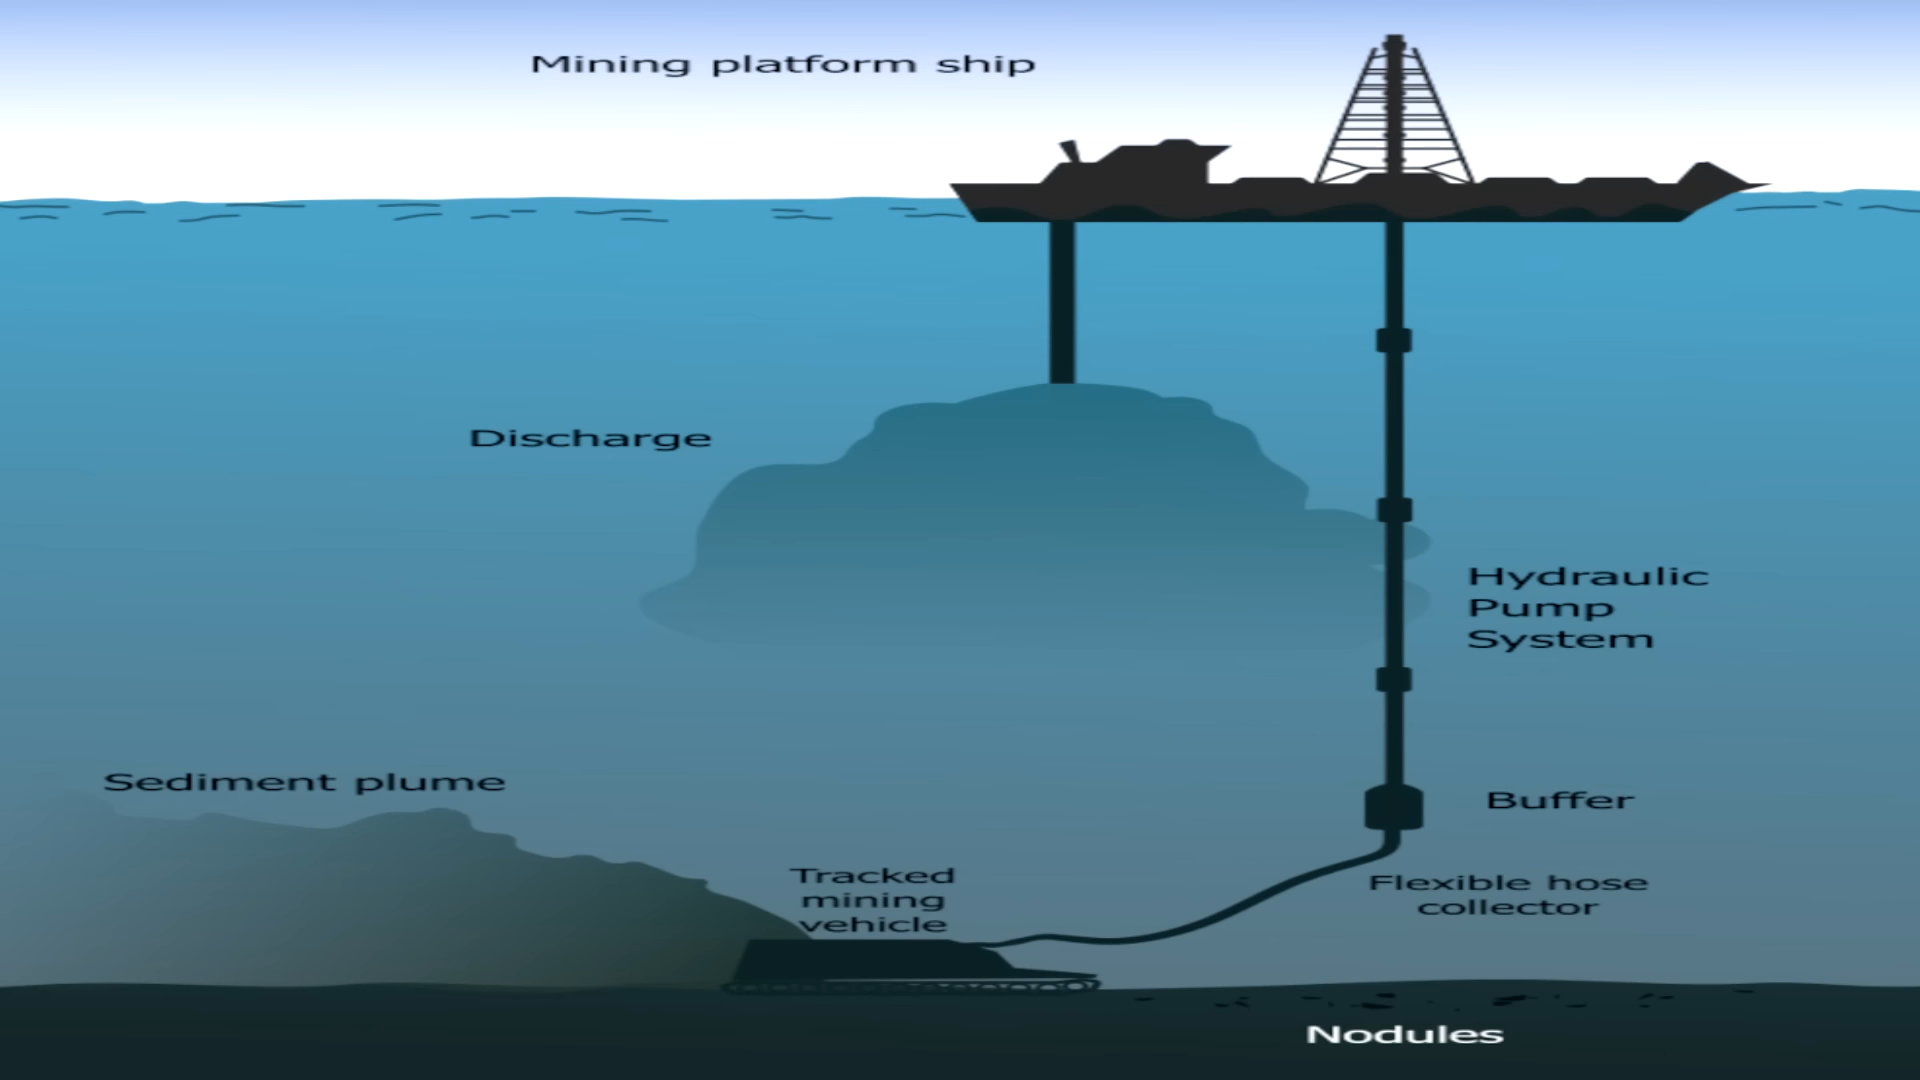 Mining platform ship
Discharge
Hydraulic
Pump
System
Sediment plume
Buffer
Tracked
mining
vehicle
Flexible hose
collector
Nodules